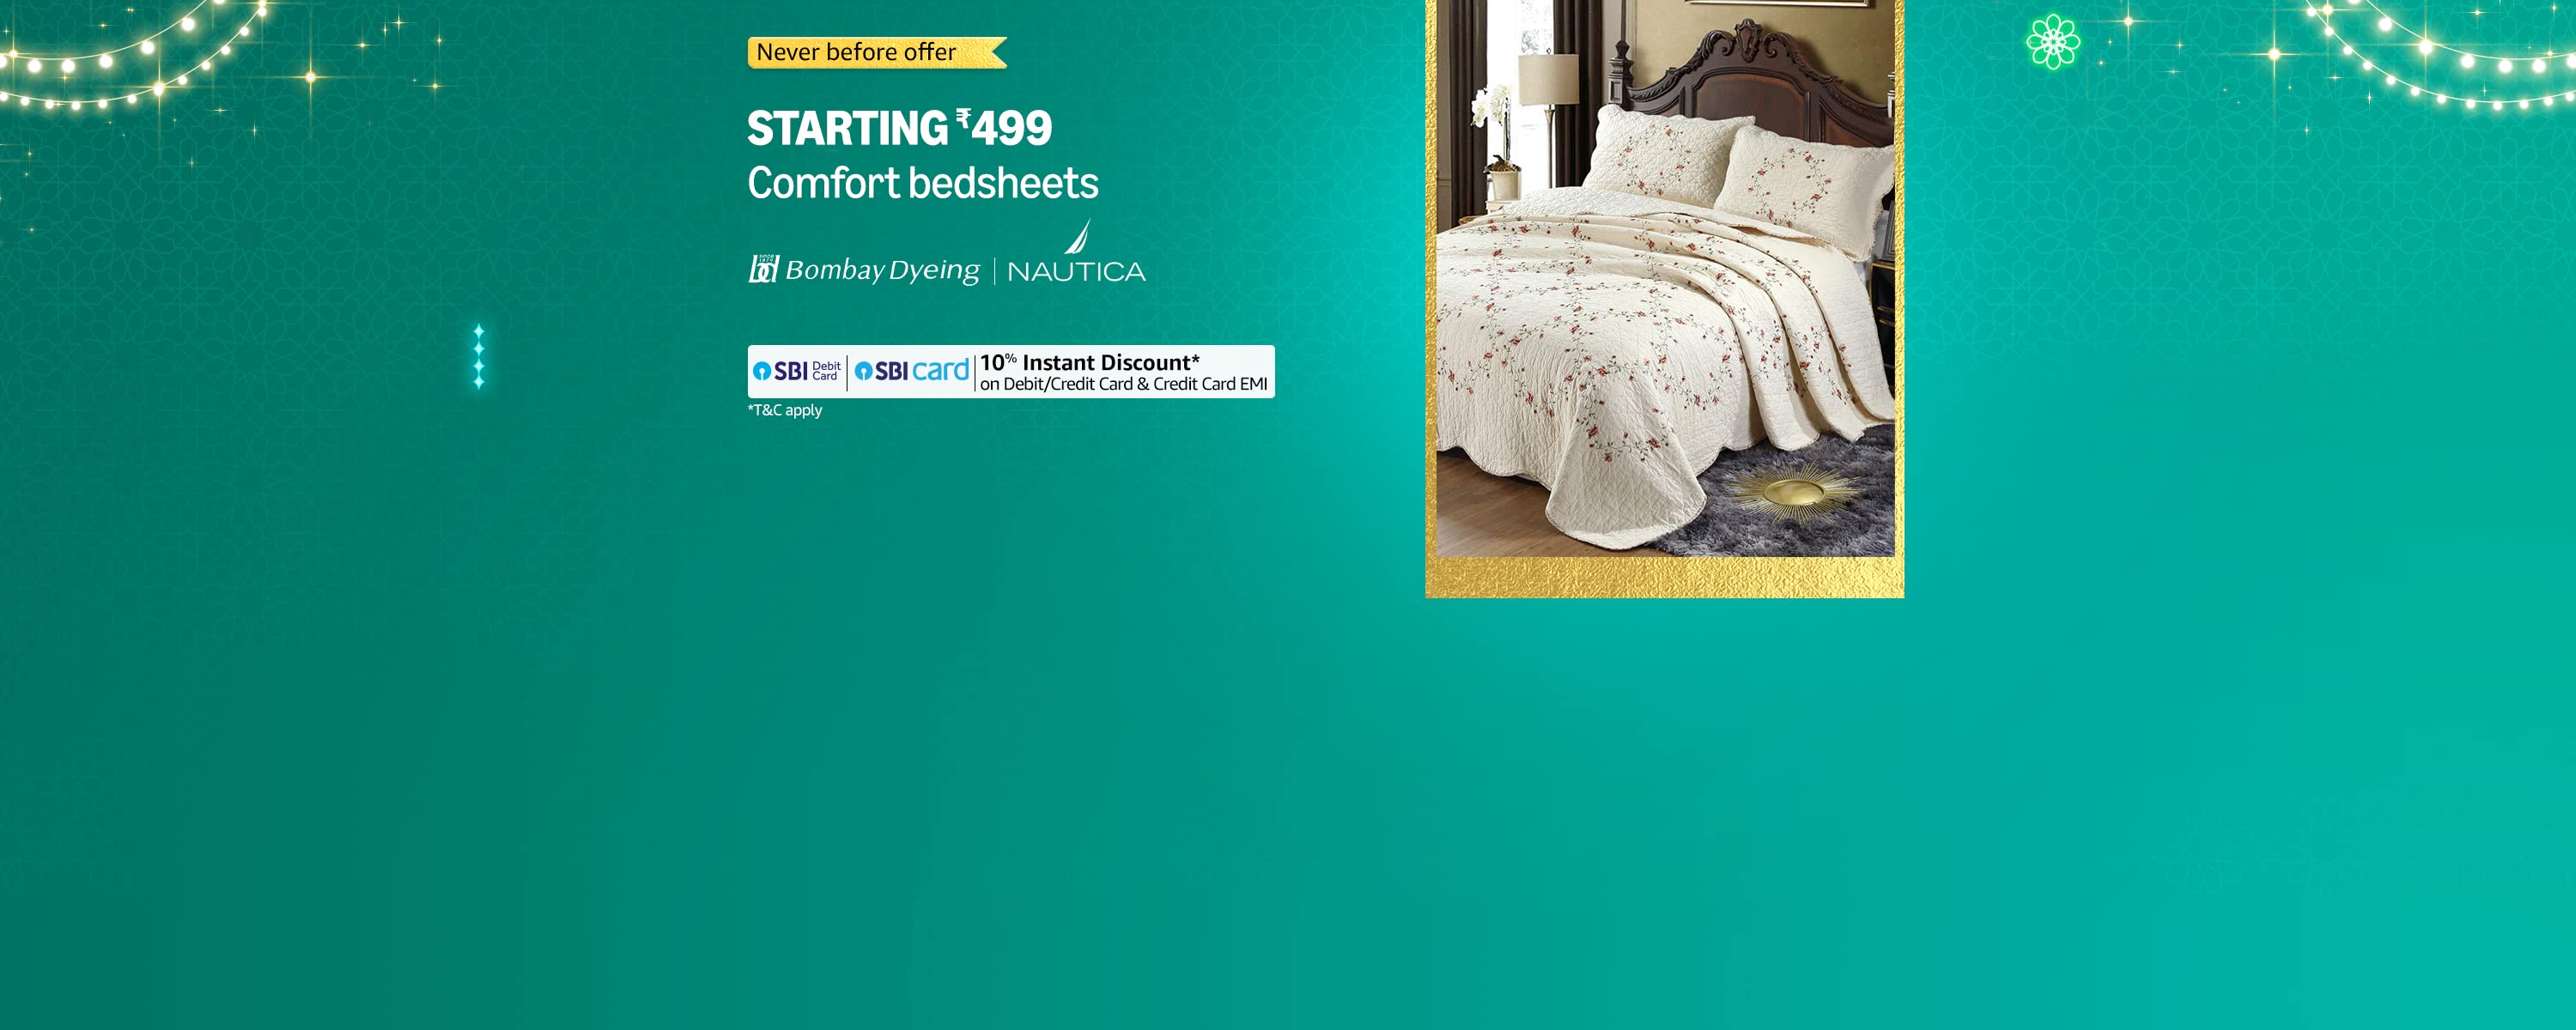 Never before offer
STARTING ₹499
Comfort bedsheets
bd Bombay Dyeing | NAUTICA
SBI Debit Card | SBI card | 10% Instant Discount*
on Debit/Credit Card & Credit Card EMI
*T&C apply